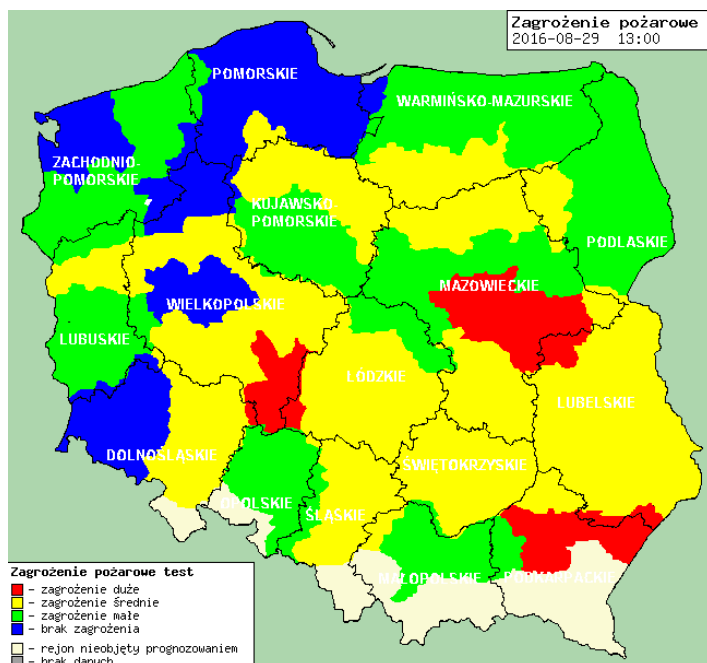 Zagrożenie pożarowe
2016-08-29 13:00
POMORSKIE
WARMIŃSKO-MAZURSKIE
ZACHODNIO-
POMORSKIE
KUJAWSKO-
POMORSKIE
PODLASKIE
MAZOWIECKIE
WIELKOPOLSKIE
LUBUSKIE
ŁÓDZKIE
LUBELSKIE
DOLNOŚLĄSKIE
ŚWIĘTOKRZYSKIE
OPOLSKIE
ŚLĄSKIE
MAŁOPOLSKIE
PODKARPACKIE
Zagrożenie pożarowe test
– zagrożenie duże
– zagrożenie średnie
– zagrożenie małe
– brak zagrożenia
– rejon nieobjęty prognozowaniem
– brak danych